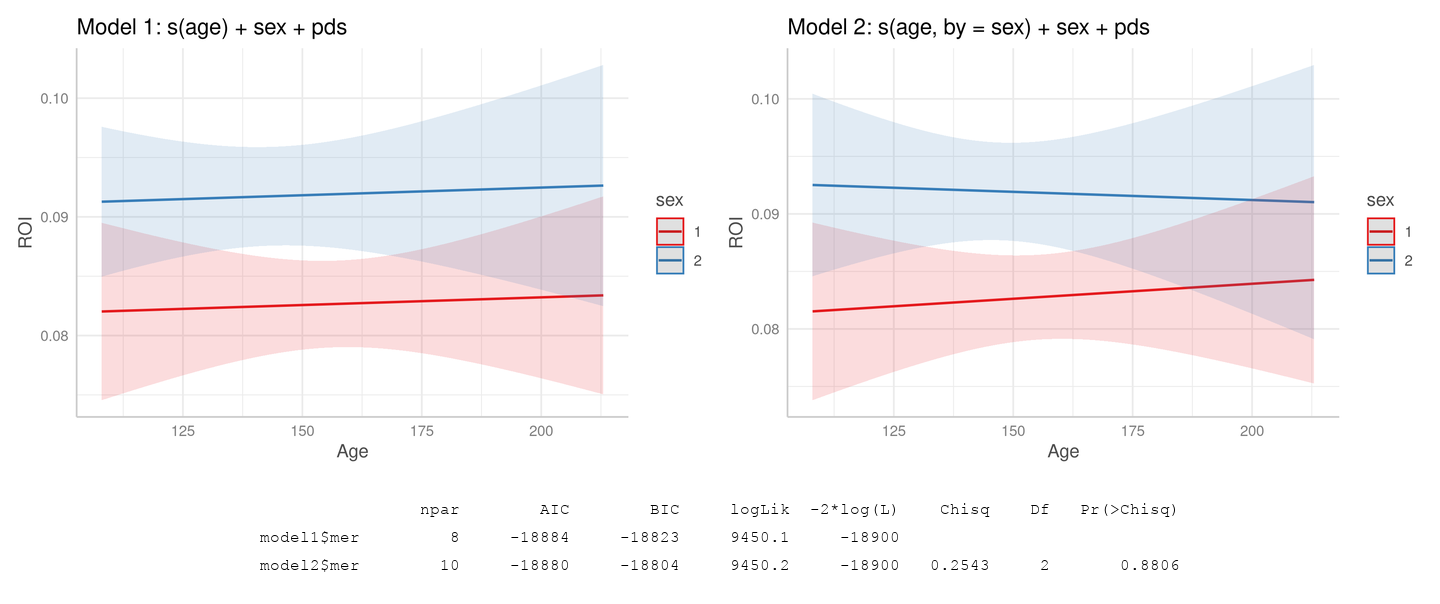 Model 1: s(age) + sex + pds
0.10
0.09
0.08
ROI
125 150 175 200
Age
sex
1
2
Model 2: s(age, by = sex) + sex + pds
0.10
0.09
0.08
ROI
125 150 175 200
Age
sex
1
2
npar AIC BIC logLik -2*log(L) Chisq Df Pr(>Chisq)
model1$mer 8 -18884 -18823 9450.1 -18900
model2$mer 10 -18880 -18804 9450.2 -18900 0.2543 2 0.8806